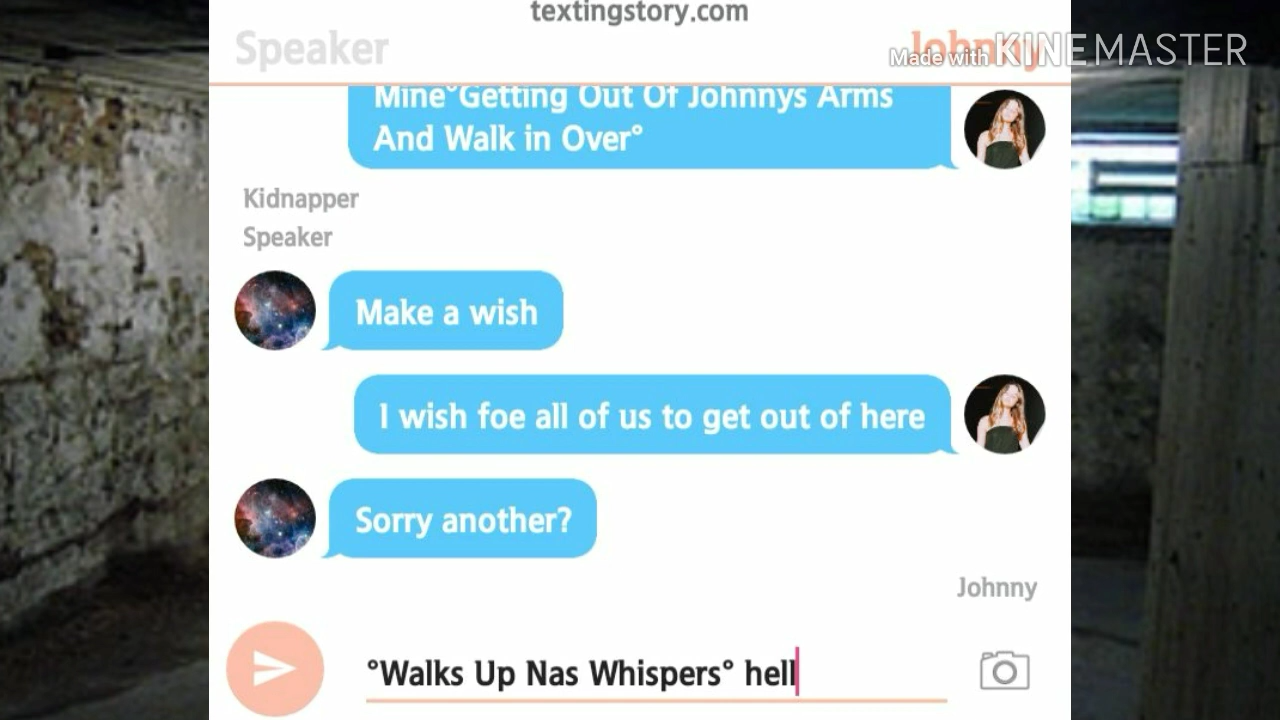 textingstory.com
Speaker
Johnny
Made with KINEMASTER
Mine°Getting Out Of Johnnys Arms
And Walk in Over°
Kidnapper
Speaker
Make a wish
I wish foe all of us to get out of here
Sorry another?
Johnny
°Walks Up Nas Whispers° hell